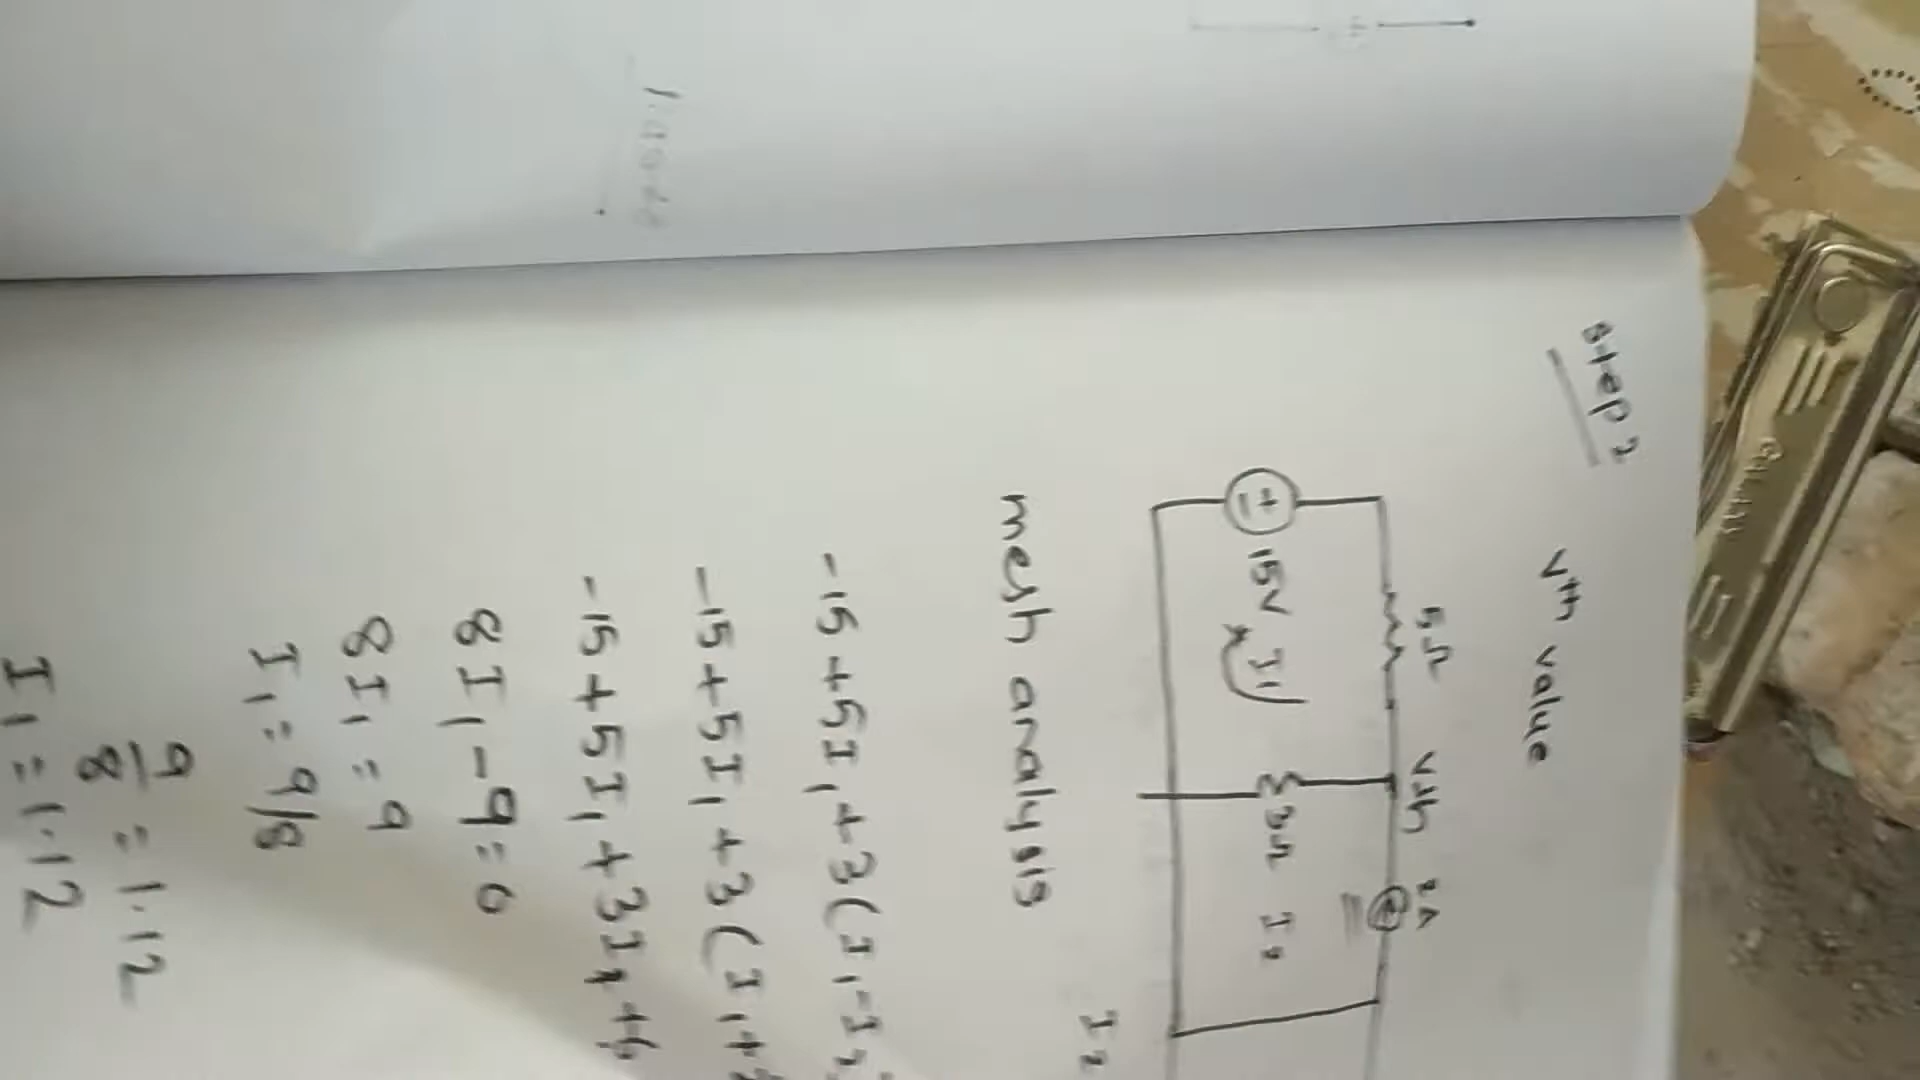 Step 2
Vth value
5Ω Vth 2A
15V I1 3Ω I2
I2
mesh analysis
-15+5I1+3(I1-I2
-15+5I1+3(I1+2
-15+5I1+3I1+6
8I1-9=0
8I1=9
I1=9/8
9/8=1.12
I1=1.12